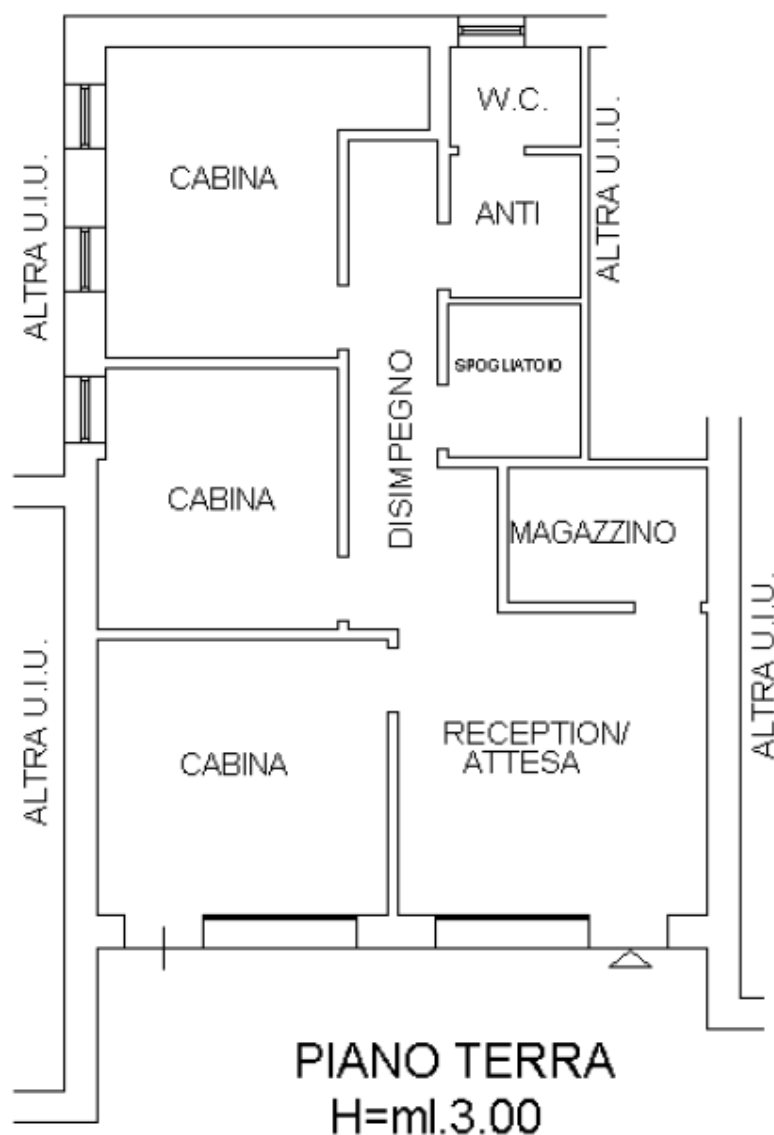 W.C.
CABINA
ANTI
ALTRA U.I.U.
ALTRA U.I.U.
SPOGLIATOIO
DISIMPEGNO
CABINA
MAGAZZINO
ALTRA U.I.U.
ALTRA U.I.U.
RECEPTION/
ATTESA
CABINA
PIANO TERRA
H=ml.3.00